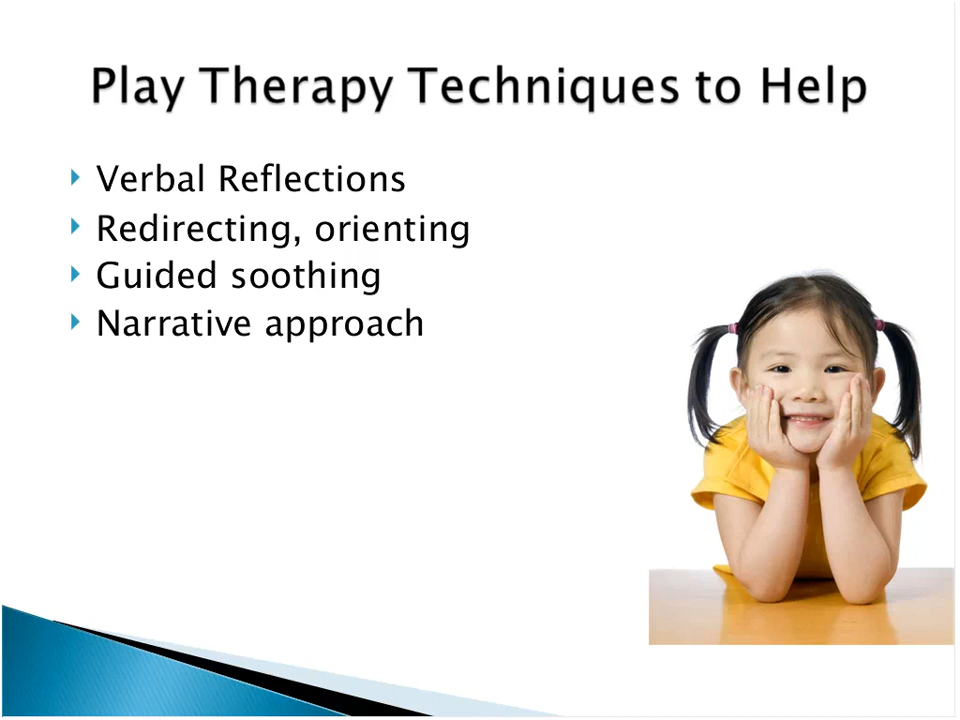 Play Therapy Techniques to Help
Verbal Reflections
Redirecting, orienting
Guided soothing
Narrative approach